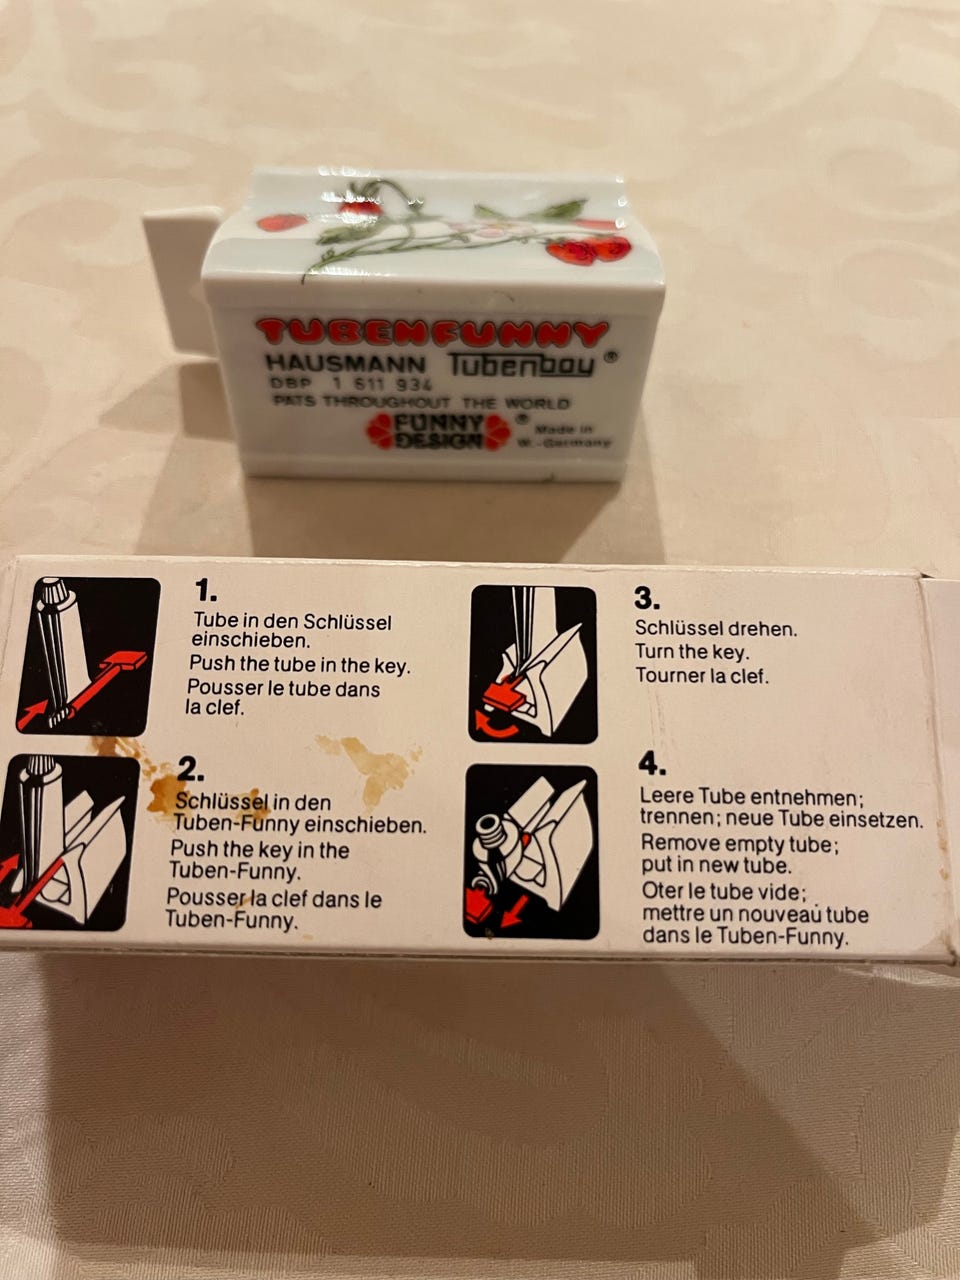 TUBENFUNNY
HAUSMANN Tubenboy®
DBP 1 611 934
PATS THROUGHOUT THE WORLD
FUNNY DESIGN ®
Made in
W.-Germany
1.
Tube in den Schlüssel
einschieben.
Push the tube in the key.
Pousser le tube dans
la clef.
2.
Schlüssel in den
Tuben-Funny einschieben.
Push the key in the
Tuben-Funny.
Pousser la clef dans le
Tuben-Funny.
3.
Schlüssel drehen.
Turn the key.
Tourner la clef.
4.
Leere Tube entnehmen;
trennen; neue Tube einsetzen.
Remove empty tube;
put in new tube.
Oter le tube vide;
mettre un nouveau tube
dans le Tuben-Funny.